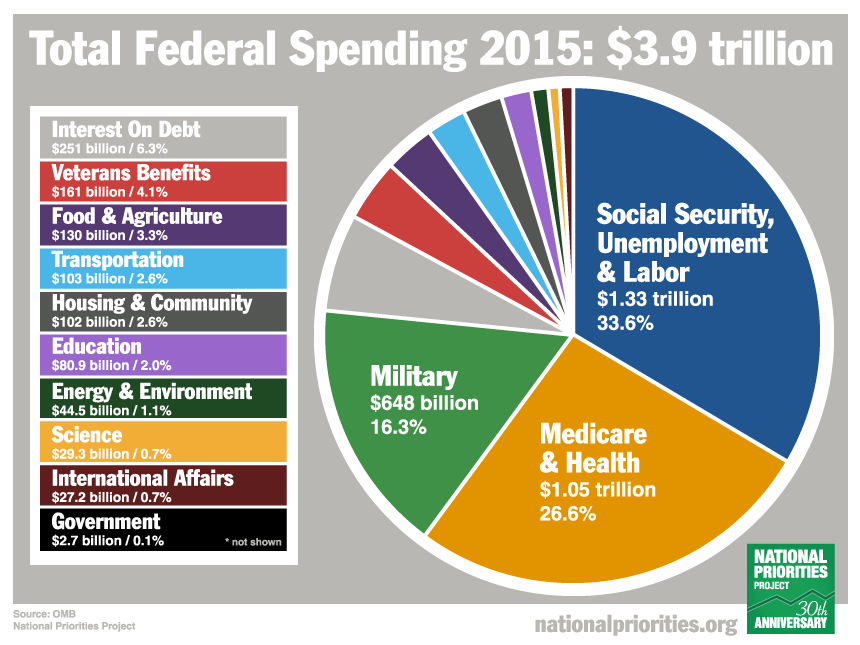 Total Federal Spending 2015: $3.9 trillion
Interest On Debt
$251 billion / 6.3%
Veterans Benefits
$161 billion / 4.1%
Food & Agriculture
$130 billion / 3.3%
Transportation
$103 billion / 2.6%
Housing & Community
$102 billion / 2.6%
Education
$80.9 billion / 2.0%
Energy & Environment
$44.5 billion / 1.1%
Science
$29.3 billion / 0.7%
International Affairs
$27.2 billion / 0.7%
Government
$2.7 billion / 0.1%
* not shown
Social Security,
Unemployment
& Labor
$1.33 trillion
33.6%
Military
$648 billion
16.3%
Medicare
& Health
$1.05 trillion
26.6%
Source: OMB
National Priorities Project
nationalpriorities.org
NATIONAL
PRIORITIES
PROJECT
30th
ANNIVERSARY